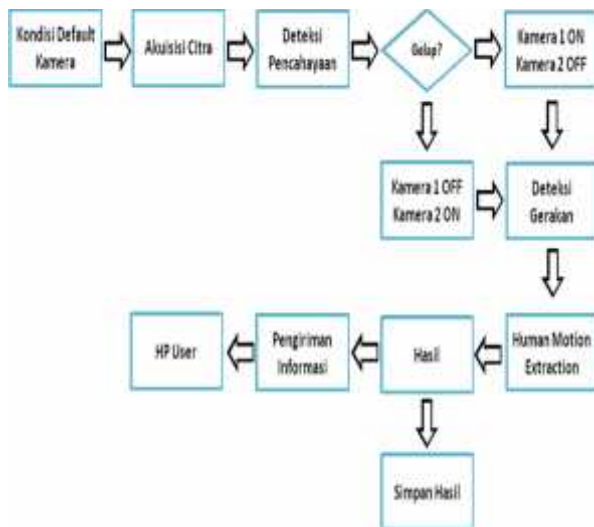 Kondisi Default
Kamera
Akuisisi Citra
Deteksi
Pencahayaan
Gelap?
Kamera 1 ON
Kamera 2 OFF
Kamera 1 OFF
Kamera 2 ON
Deteksi
Gerakan
HP User
Pengiriman
Informasi
Hasil
Human Motion
Extraction
Simpan Hasil